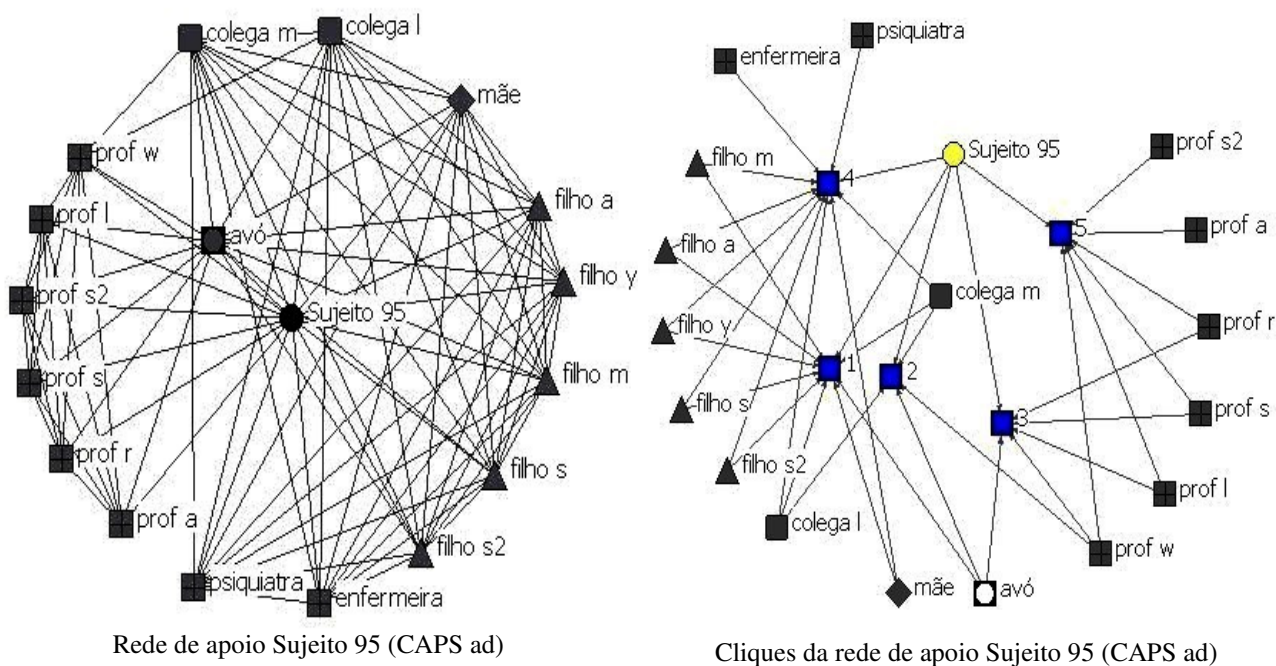 colega m
colega l
mãe
prof w
filho a
prof l
avó
filho y
prof s2
Sujeito 95
prof s
filho m
prof r
filho s
prof a
filho s2
psiquiatra
enfermeira
Rede de apoio Sujeito 95 (CAPS ad)
psiquiatra
enfermeira
Sujeito 95
prof s2
filho m
4
5
prof a
filho a
colega m
filho y
prof r
1
2
filho s
3
prof s
filho s2
prof l
colega l
prof w
mãe
avó
Cliques da rede de apoio Sujeito 95 (CAPS ad)